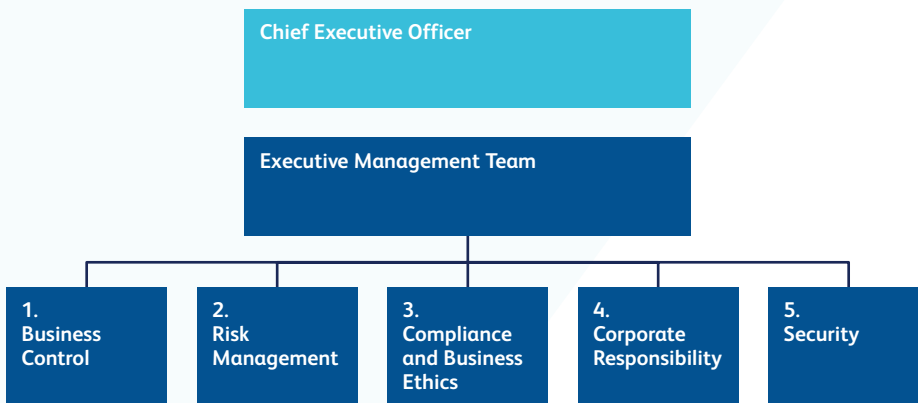 Chief Executive Officer
Executive Management Team
1.
Business
Control
2.
Risk
Management
3.
Compliance
and Business
Ethics
4.
Corporate
Responsibility
5.
Security